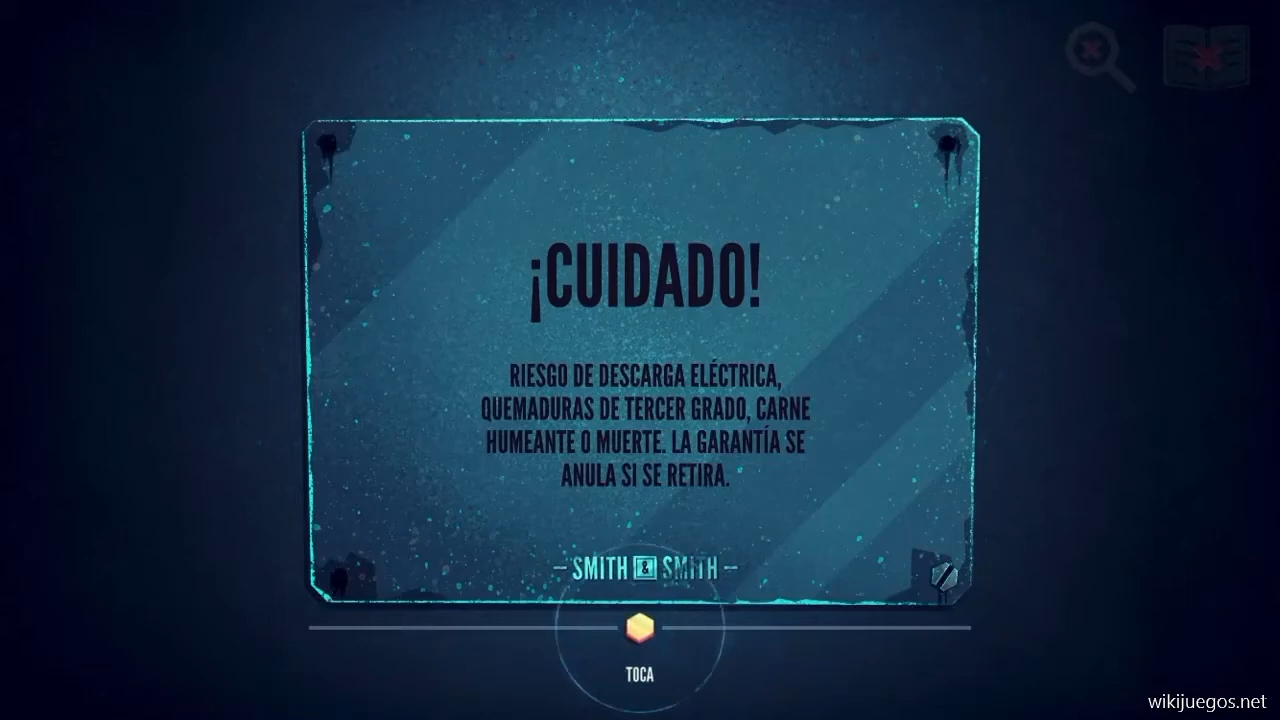 ¡CUIDADO!
RIESGO DE DESCARGA ELÉCTRICA,
QUEMADURAS DE TERCER GRADO, CARNE
HUMEANTE O MUERTE. LA GARANTÍA SE
ANULA SI SE RETIRA.
– SMITH & SMITH –
TOCA
wikijuegos.net